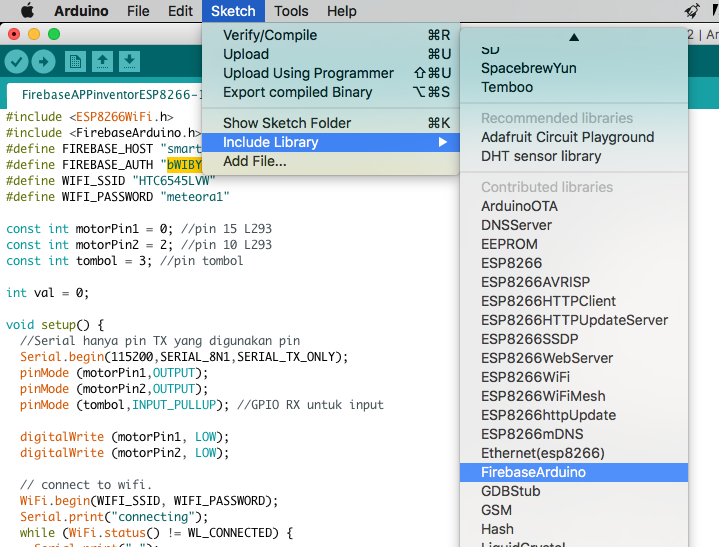 Arduino File Edit Sketch Tools Help
2 | Ar
FirebaseAPPinventorESP8266-1
Verify/Compile ⌘R
Upload ⌘U
Upload Using Programmer ⇧⌘U
Export compiled Binary ⌥⌘S
Show Sketch Folder ⌘K
Include Library
Add File...
SD
SpacebrewYun
Temboo
Recommended libraries
Adafruit Circuit Playground
DHT sensor library
Contributed libraries
ArduinoOTA
DNSServer
EEPROM
ESP8266
ESP8266AVRISP
ESP8266HTTPClient
ESP8266HTTPUpdateServer
ESP8266SSDP
ESP8266WebServer
ESP8266WiFi
ESP8266WiFiMesh
ESP8266httpUpdate
ESP8266mDNS
Ethernet(esp8266)
FirebaseArduino
GDBStub
GSM
Hash
LiquidCrystal
#include <ESP8266WiFi.h>
#include <FirebaseArduino.h>
#define FIREBASE_HOST "smart
#define FIREBASE_AUTH "bWIBY
#define WIFI_SSID "HTC6545LVW"
#define WIFI_PASSWORD "meteora1"
const int motorPin1 = 0; //pin 15 L293
const int motorPin2 = 2; //pin 10 L293
const int tombol = 3; //pin tombol
int val = 0;
void setup() {
//Serial hanya pin TX yang digunakan pin
Serial.begin(115200,SERIAL_8N1,SERIAL_TX_ONLY);
pinMode (motorPin1,OUTPUT);
pinMode (motorPin2,OUTPUT);
pinMode (tombol,INPUT_PULLUP); //GPIO RX untuk input
digitalWrite (motorPin1, LOW);
digitalWrite (motorPin2, LOW);
// connect to wifi.
WiFi.begin(WIFI_SSID, WIFI_PASSWORD);
Serial.print("connecting");
while (WiFi.status() != WL_CONNECTED) {
Serial.print(".");